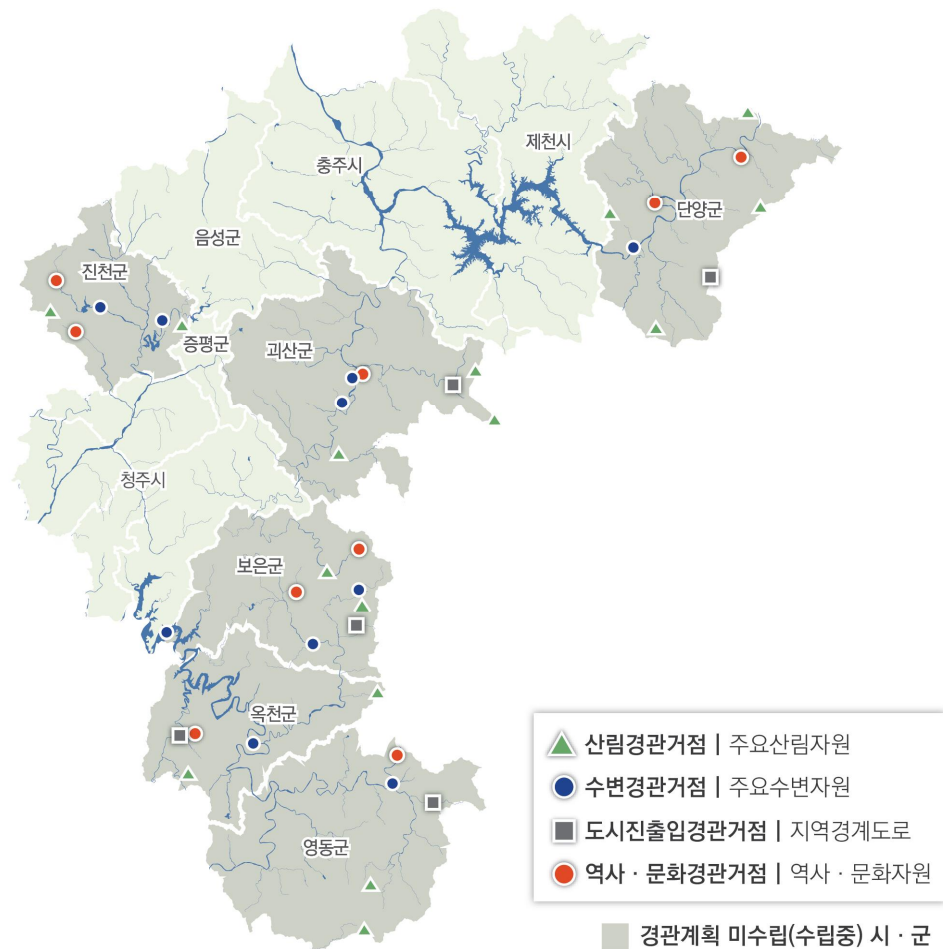 제천시
충주시
단양군
음성군
진천군
증평군
괴산군
청주시
보은군
옥천군
영동군
산림경관거점 | 주요산림자원
수변경관거점 | 주요수변자원
도시진출입경관거점 | 지역경계도로
역사 · 문화경관거점 | 역사 · 문화자원
경관계획 미수립(수립중) 시 · 군